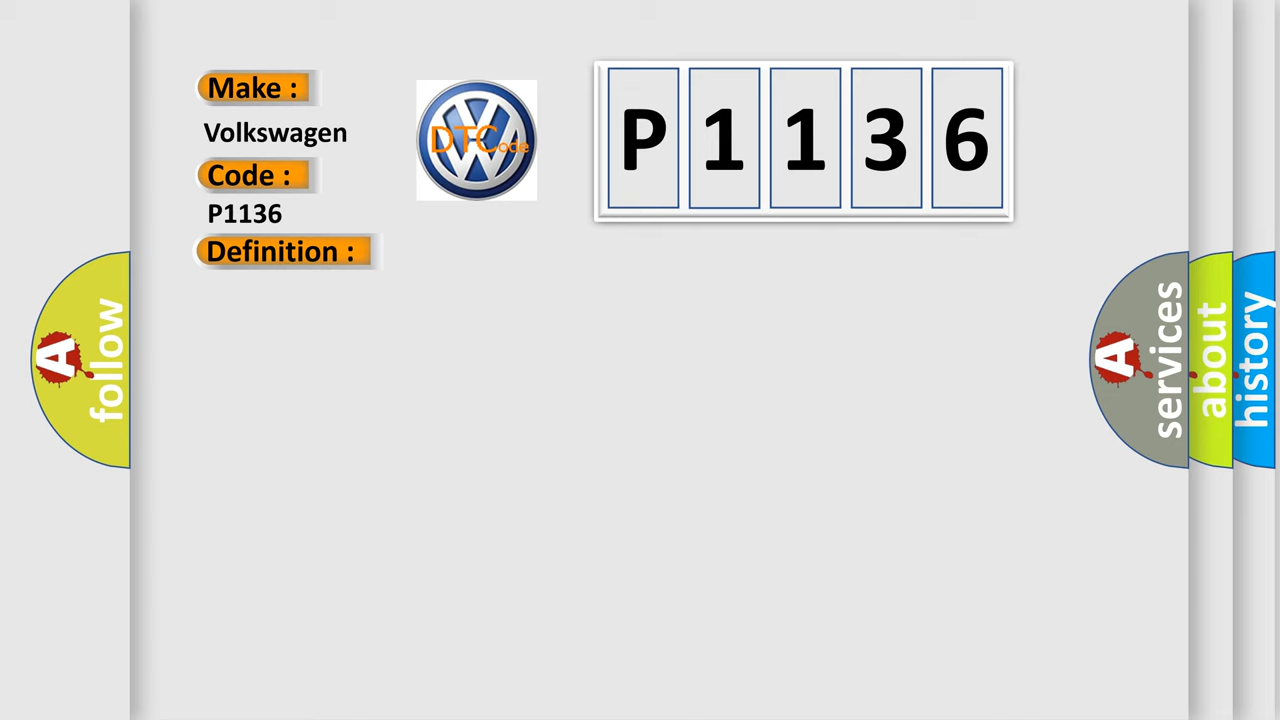 Make :
Volkswagen
Code :
P1136
Definition :
DTCode
P 1 1 3 6
A follow
A services
about
history